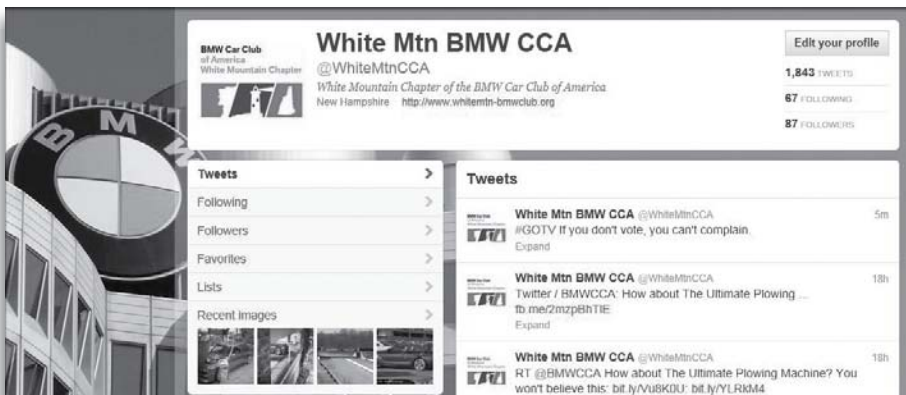 BMW Car Club
of America
White Mountain Chapter
White Mtn BMW CCA
@WhiteMtnCCA
White Mountain Chapter of the BMW Car Club of America
New Hampshire http://www.whitemtn-bmwclub.org
Edit your profile
1,843 TWEETS
67 FOLLOWING
87 FOLLOWERS
BMW
Tweets
Following
Followers
Favorites
Lists
Recent images
Tweets
White Mtn BMW CCA @WhiteMtnCCA 5m
#GOTV If you don't vote, you can't complain.
Expand
White Mtn BMW CCA @WhiteMtnCCA 18h
Twitter / BMWCCA: How about The Ultimate Plowing ...
fb.me/2mzpBhTIE
Expand
White Mtn BMW CCA @WhiteMtnCCA 18h
RT @BMWCCA How about The Ultimate Plowing Machine? You
won't believe this: bit.ly/Vu8K0U: bit.ly/YLRkM4